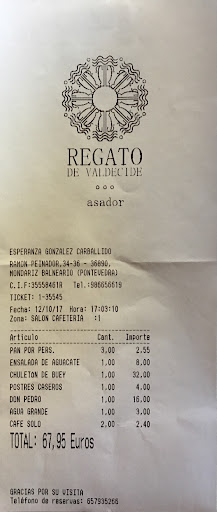 REGATO
DE VALDECIDE
asador
ESPERANZA GONZALEZ CARBALLIDO
RAMON PEINADOR,34-36 - 36890,
MONDARIZ BALNEARIO (PONTEVEDRA)
C.I.F:35558461R Tel.:986656619
TICKET: 1-35545
Fecha: 12/10/17 Hora: 17:03:10
Zona: SALON CAFETERIA :1
Artículo Cant. Importe
PAN POR PERS. 3,00 2.55
ENSALADA DE AGUACATE 1,00 8.00
CHULETON DE BUEY 1,00 32.00
POSTRES CASEROS 1,00 4.00
DON PEDRO 1,00 16.00
AGUA GRANDE 1,00 3.00
CAFE SOLO 2,00 2.40
TOTAL: 67,95 Euros
GRACIAS POR SU VISITA
Teléfono de reservas: 657935266